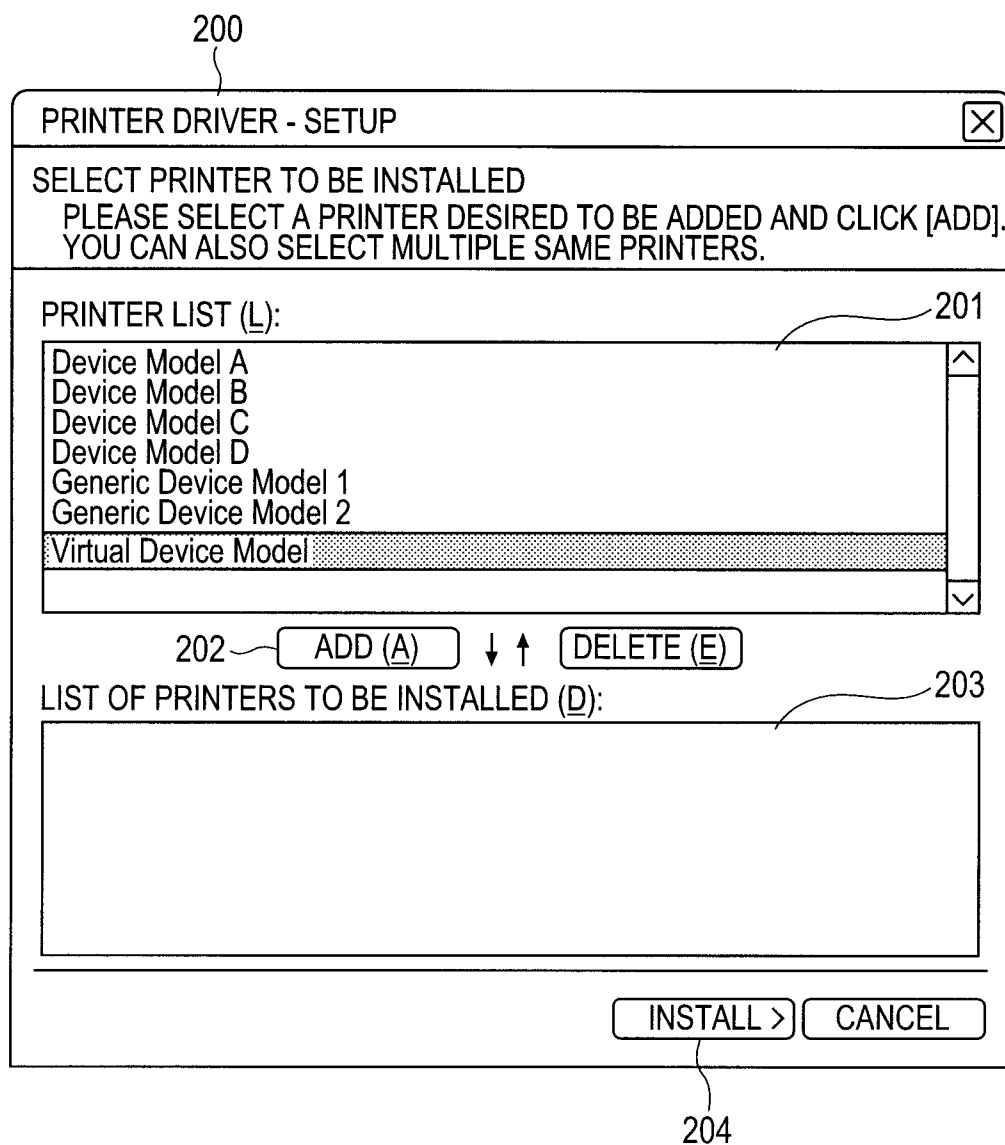 200
PRINTER DRIVER - SETUP
SELECT PRINTER TO BE INSTALLED
PLEASE SELECT A PRINTER DESIRED TO BE ADDED AND CLICK [ADD].
YOU CAN ALSO SELECT MULTIPLE SAME PRINTERS.
PRINTER LIST (L):
201
Device Model A
Device Model B
Device Model C
Device Model D
Generic Device Model 1
Generic Device Model 2
Virtual Device Model
202 ADD (A) DELETE (E)
LIST OF PRINTERS TO BE INSTALLED (D):
203
INSTALL > CANCEL
204